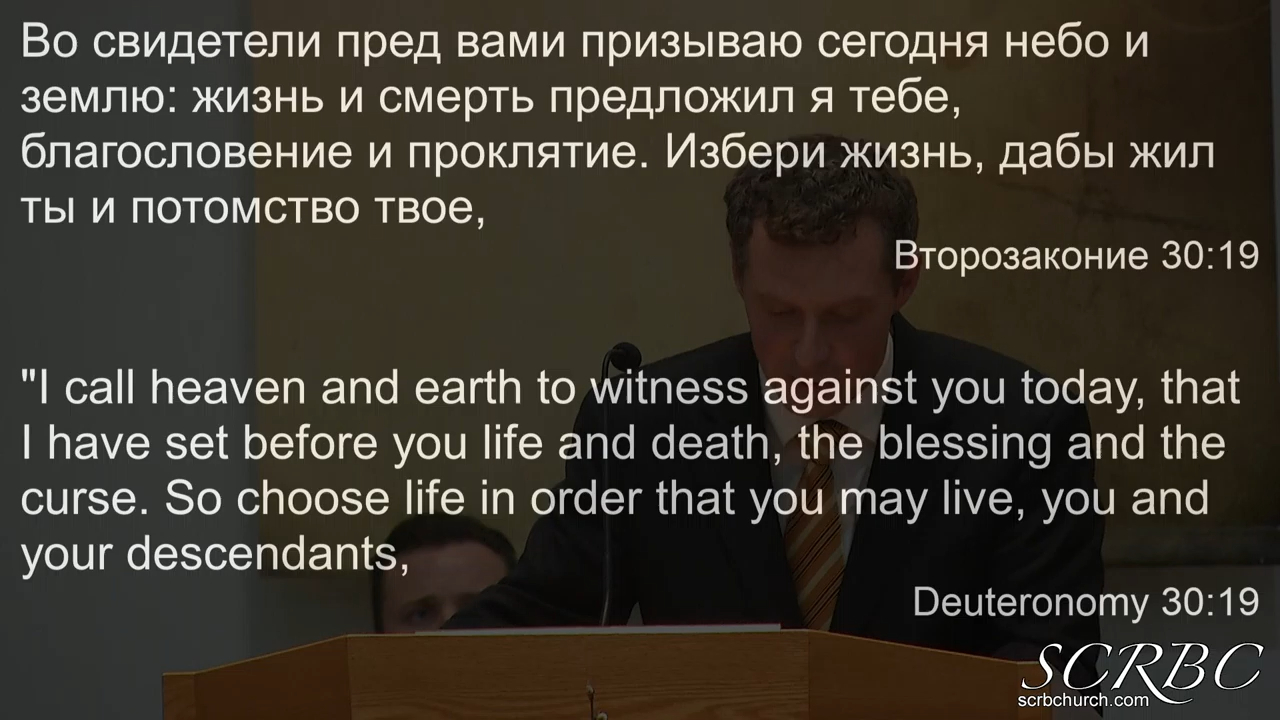 Во свидетели пред вами призываю сегодня небо и
землю: жизнь и смерть предложил я тебе,
благословение и проклятие. Избери жизнь, дабы жил
ты и потомство твое,
Второзаконие 30:19
"I call heaven and earth to witness against you today, that
I have set before you life and death, the blessing and the
curse. So choose life in order that you may live, you and
your descendants,
Deuteronomy 30:19
SCRBC
scrbchurch.com